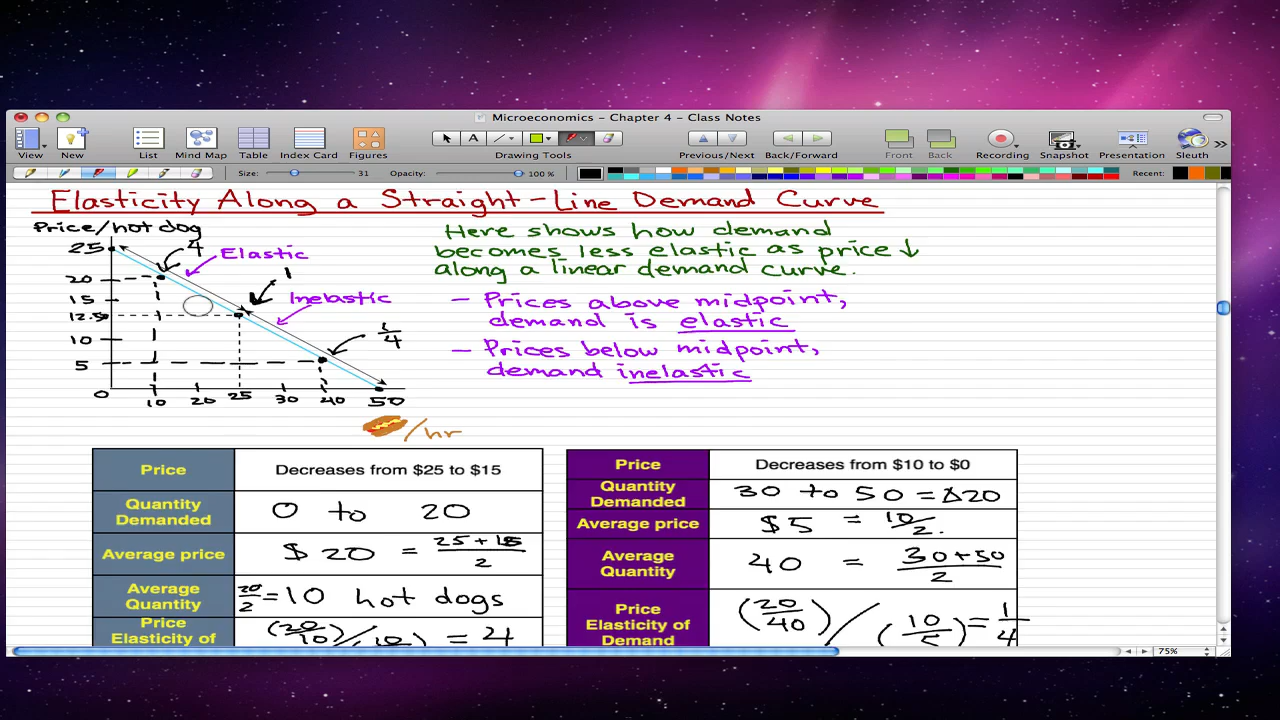 Microeconomics - Chapter 4 - Class Notes
View New List Mind Map Table Index Card Figures Drawing Tools Previous/Next Back/Forward Front Back Recording Snapshot Presentation Sleuth
A
Size: 31 Opacity: 100 % Recent:
Elasticity Along a Straight-Line Demand Curve
Price/hot dog
25
20
15
12.5
10
5
0 10 20 25 30 40 50
4
Elastic
1
Inelastic
1/4
/hr
Here shows how demand
becomes less elastic as price ↓
along a linear demand curve.
- Prices above midpoint,
demand is elastic
- Prices below midpoint,
demand inelastic
Price Decreases from $25 to $15
Quantity Demanded 0 to 20
Average price $ 20 = 25+15/2
Average Quantity 20/2 = 10 hot dogs
Price Elasticity of (20/10)/ = 4
Price Decreases from $10 to $0
Quantity Demanded 30 to 50 = Δ20
Average price $5 = 10/2.
Average Quantity 40 = 30+50/2
Price Elasticity of Demand (20/40)/(10/5) = 1/4
75%